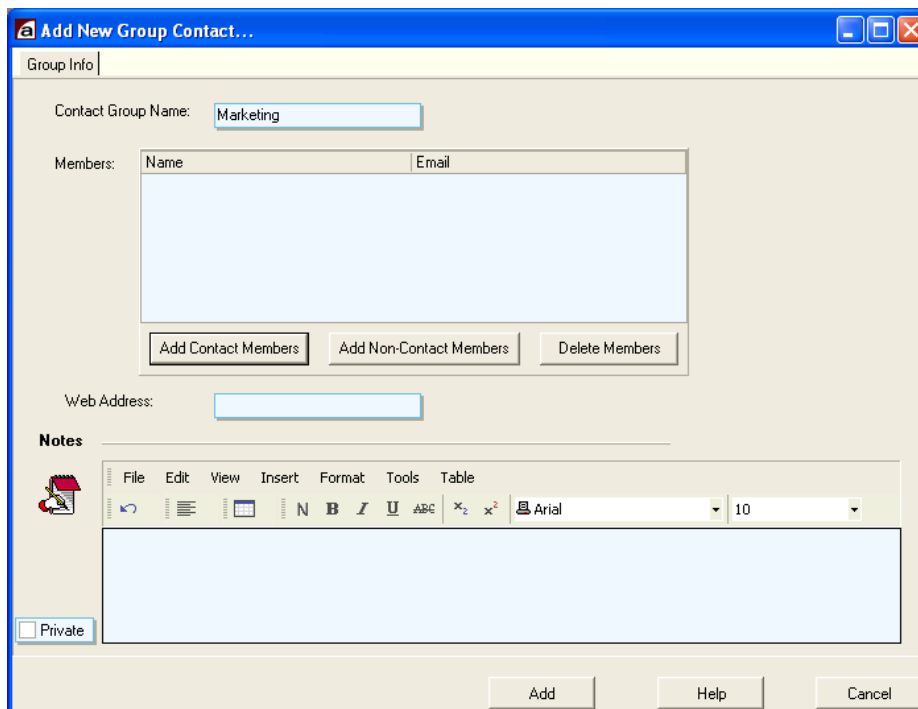 a Add New Group Contact...
Group Info
Contact Group Name: Marketing
Members: Name Email
Add Contact Members Add Non-Contact Members Delete Members
Web Address:
Notes
File Edit View Insert Format Tools Table
N B I U ABC x₂ x² Arial 10
Private
Add Help Cancel